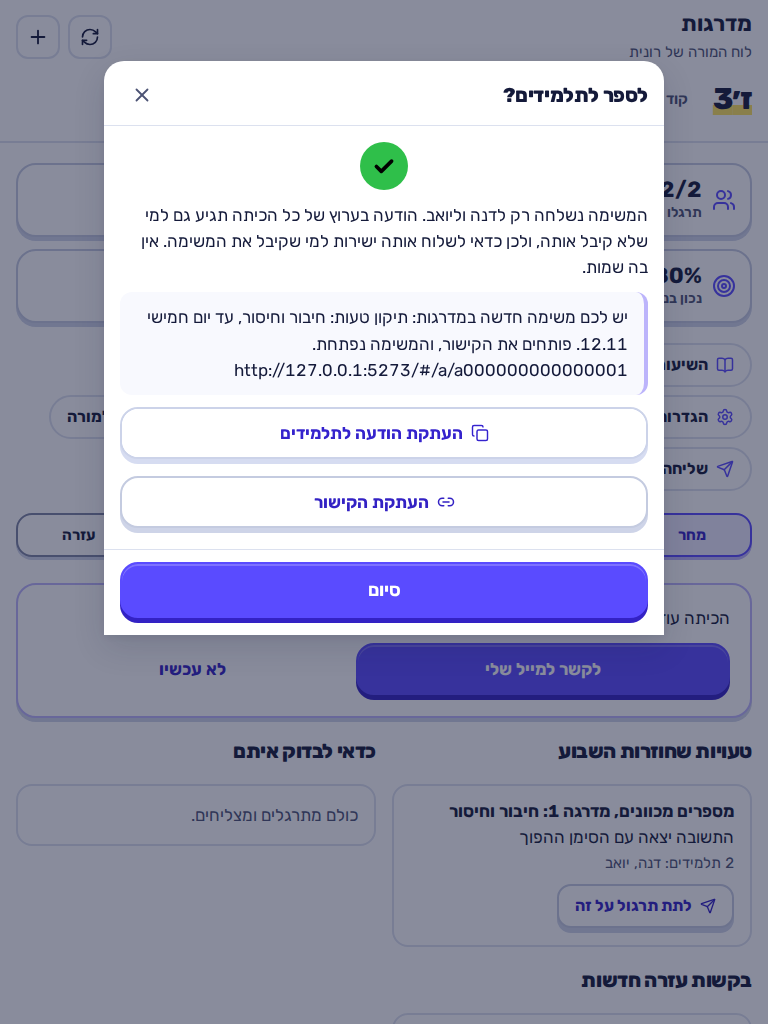 מדרגות
לוח המורה של רונית
ז׳3
קוד
לספר לתלמידים?
המשימה נשלחה רק לדנה וליואב. הודעה בערוץ של כל הכיתה תגיע גם למי
שלא קיבל אותה, ולכן כדאי לשלוח אותה ישירות למי שקיבל את המשימה. אין
בה שמות.
יש לכם משימה חדשה במדרגות: תיקון טעות: חיבור וחיסור, עד יום חמישי
12.11. פותחים את הקישור, והמשימה נפתחת.
http://127.0.0.1:5273/#/a/a000000000000001
העתקת הודעה לתלמידים
העתקת הקישור
סיום
2/2
תרגלו
80%
נכון
הגדרות
שליחה
מחר
עזרה
הכיתה
לקשר למייל שלי
לא עכשיו
טעויות שחוזרות השבוע
מספרים מכוונים, מדרגה 1: חיבור וחיסור
התשובה יצאה עם הסימן ההפוך
2 תלמידים: דנה, יואב
לתת תרגול על זה
כדאי לבדוק איתם
כולם מתרגלים ומצליחים.
בקשות עזרה חדשות